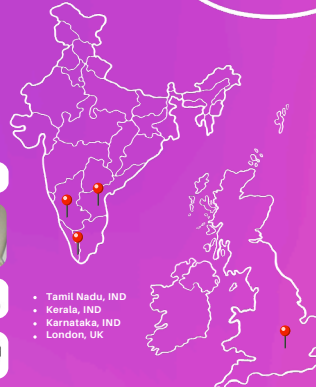 Tamil Nadu, IND
Kerala, IND
Karnataka, IND
London, UK